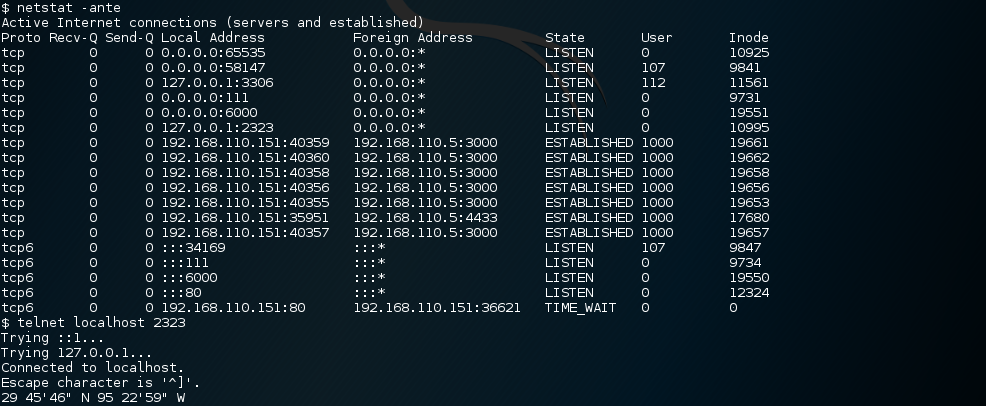 $ netstat -ante
Active Internet connections (servers and established)
Proto Recv-Q Send-Q Local Address           Foreign Address         State       User       Inode
tcp        0      0 0.0.0.0:65535           0.0.0.0:*               LISTEN      0          10925
tcp        0      0 0.0.0.0:58147           0.0.0.0:*               LISTEN      107        9841
tcp        0      0 127.0.0.1:3306          0.0.0.0:*               LISTEN      112        11561
tcp        0      0 0.0.0.0:111             0.0.0.0:*               LISTEN      0          9731
tcp        0      0 0.0.0.0:6000            0.0.0.0:*               LISTEN      0          19551
tcp        0      0 127.0.0.1:2323          0.0.0.0:*               LISTEN      0          10995
tcp        0      0 192.168.110.151:40359   192.168.110.5:3000      ESTABLISHED 1000       19661
tcp        0      0 192.168.110.151:40360   192.168.110.5:3000      ESTABLISHED 1000       19662
tcp        0      0 192.168.110.151:40358   192.168.110.5:3000      ESTABLISHED 1000       19658
tcp        0      0 192.168.110.151:40356   192.168.110.5:3000      ESTABLISHED 1000       19656
tcp        0      0 192.168.110.151:40355   192.168.110.5:3000      ESTABLISHED 1000       19653
tcp        0      0 192.168.110.151:35951   192.168.110.5:4433      ESTABLISHED 1000       17680
tcp        0      0 192.168.110.151:40357   192.168.110.5:3000      ESTABLISHED 1000       19657
tcp6       0      0 :::34169                :::*                    LISTEN      107        9847
tcp6       0      0 :::111                  :::*                    LISTEN      0          9734
tcp6       0      0 :::6000                 :::*                    LISTEN      0          19550
tcp6       0      0 :::80                   :::*                    LISTEN      0          12324
tcp6       0      0 192.168.110.151:80      192.168.110.151:36621   TIME_WAIT   0          0
$ telnet localhost 2323
Trying ::1...
Trying 127.0.0.1...
Connected to localhost.
Escape character is '^]'.
29 45'46" N 95 22'59" W